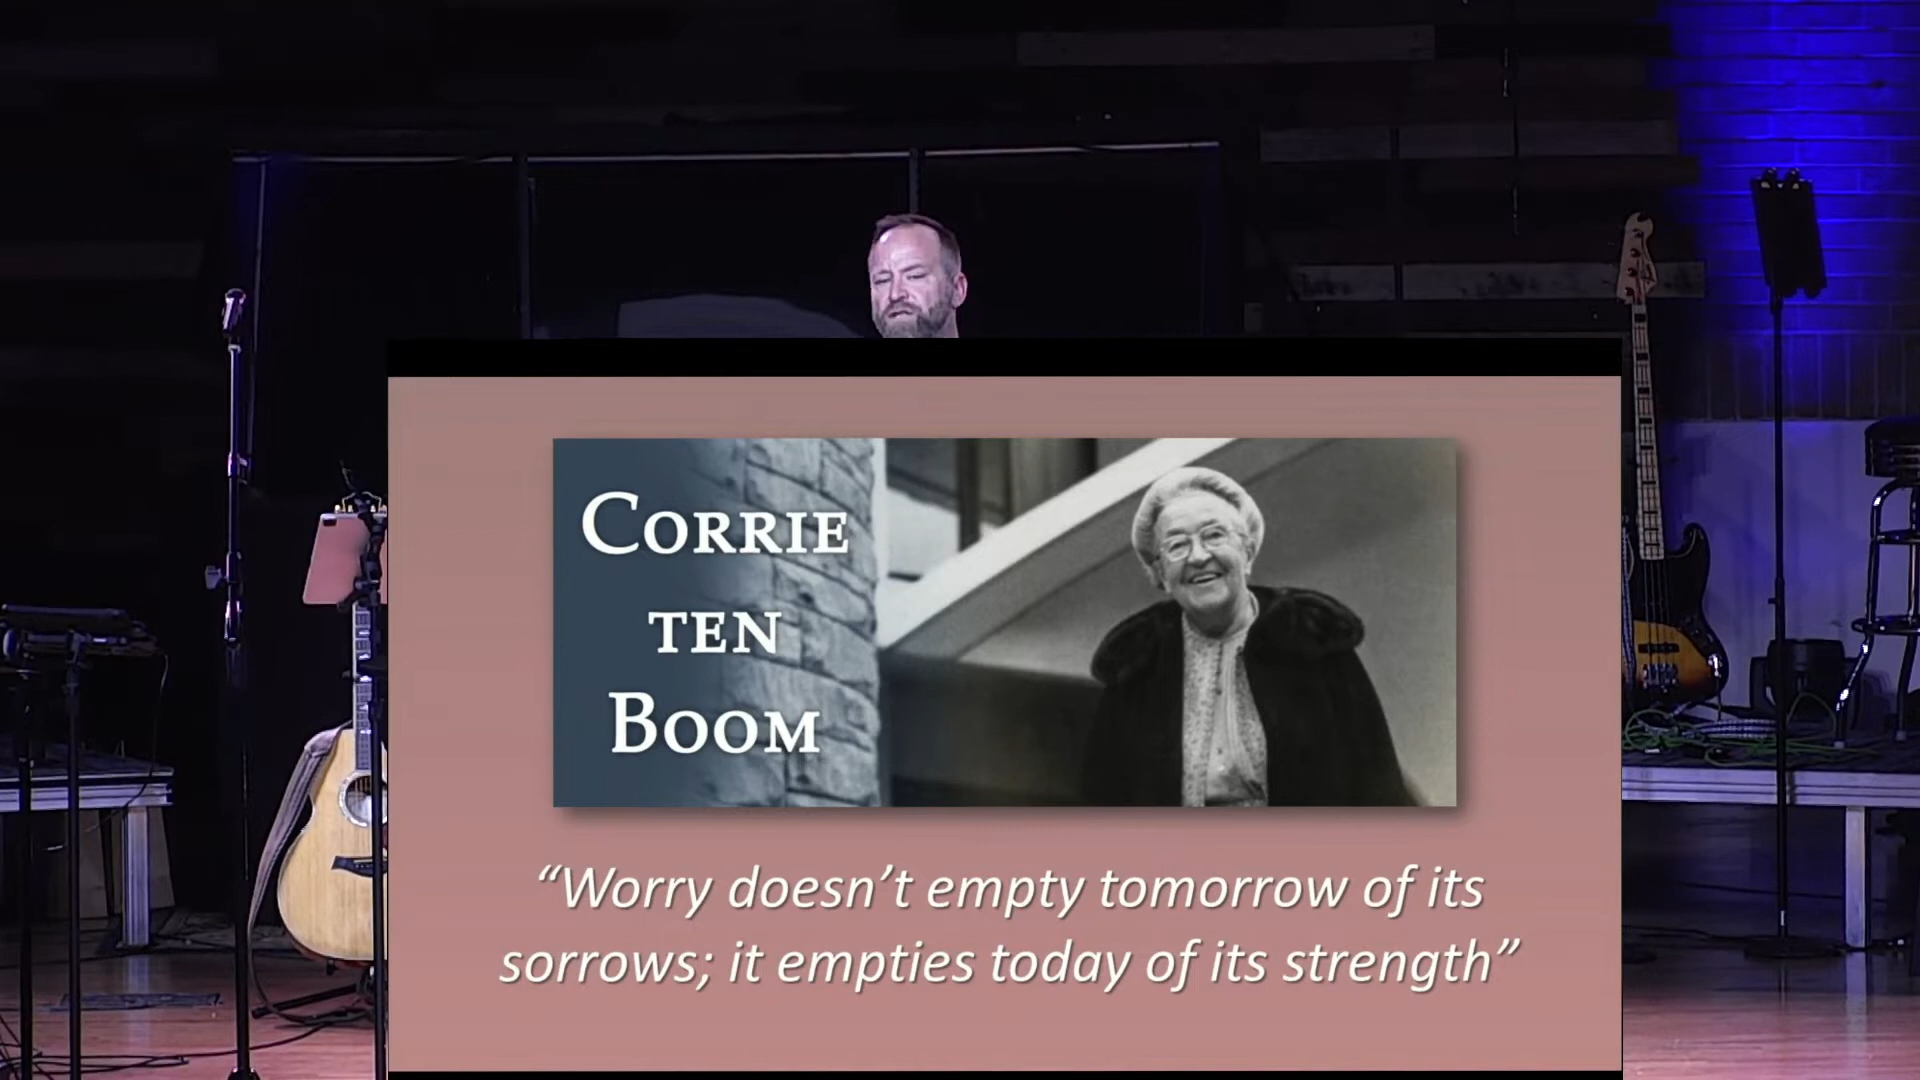 CORRIE
TEN
BOOM
“Worry doesn’t empty tomorrow of its
sorrows; it empties today of its strength”